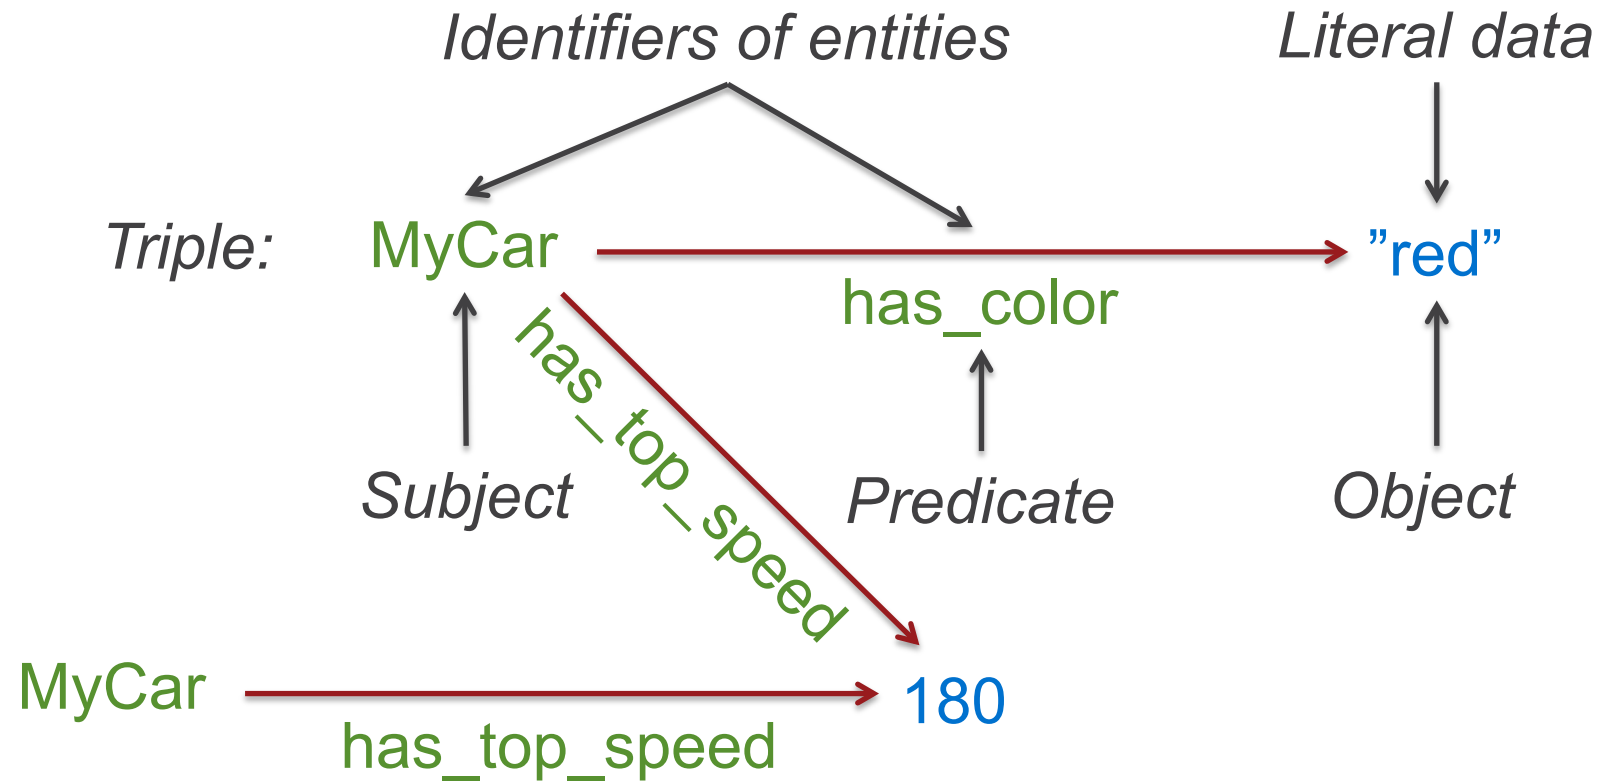 Identifiers of entities
Literal data
Triple:
MyCar
”red”
has_color
has_top_speed
Subject
Predicate
Object
MyCar
180
has_top_speed